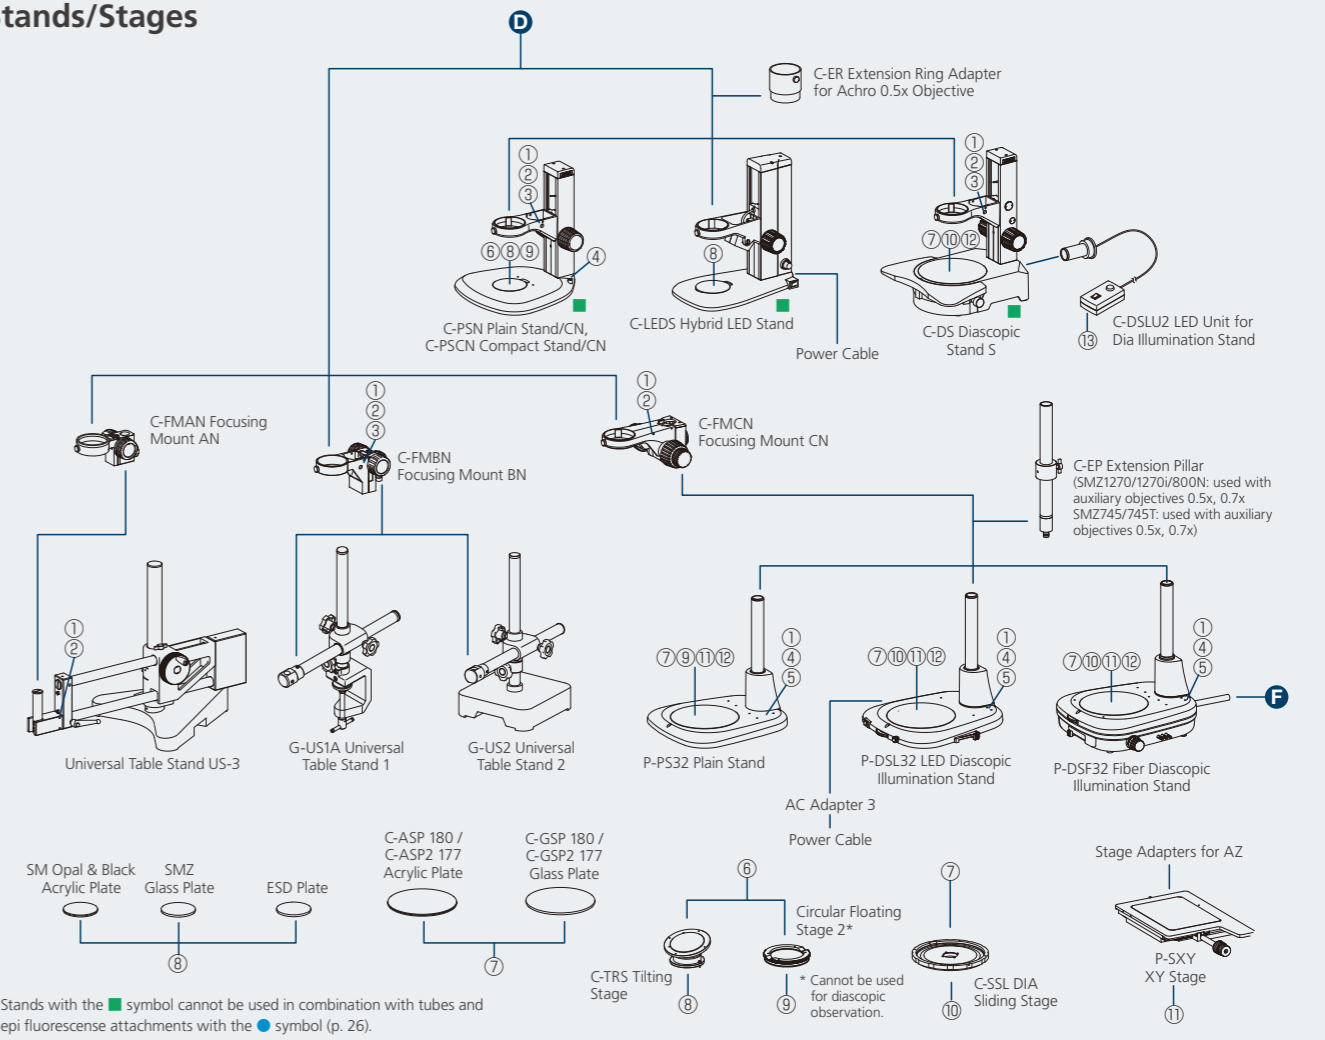 Stands/Stages
D
C-ER Extension Ring Adapter
for Achro 0.5x Objective
①
②
③
⑥⑧⑨
④
C-PSN Plain Stand/CN,
C-PSCN Compact Stand/CN
⑧
C-LEDS Hybrid LED Stand
Power Cable
①
②
③
⑦⑩⑫
C-DS Diascopic
Stand S
⑬
C-DSLU2 LED Unit for
Dia Illumination Stand
C-FMAN Focusing
Mount AN
①
②
③
C-FMBN
Focusing Mount BN
①
②
C-FMCN
Focusing Mount CN
C-EP Extension Pillar
(SMZ1270/1270i/800N: used with
auxiliary objectives 0.5x, 0.7x
SMZ745/745T: used with auxiliary
objectives 0.5x, 0.7x)
①
②
Universal Table Stand US-3
G-US1A Universal
Table Stand 1
G-US2 Universal
Table Stand 2
⑦⑨⑪⑫
①
④
⑤
P-PS32 Plain Stand
⑦⑩⑪⑫
①
④
⑤
P-DSL32 LED Diascopic
Illumination Stand
AC Adapter 3
Power Cable
⑦⑩⑪⑫
①
④
⑤
F
P-DSF32 Fiber Diascopic
Illumination Stand
SM Opal & Black
Acrylic Plate
SMZ
Glass Plate
ESD Plate
⑧
C-ASP 180 /
C-ASP2 177
Acrylic Plate
C-GSP 180 /
C-GSP2 177
Glass Plate
⑦
⑥
C-TRS Tilting
Stage
⑧
Circular Floating
Stage 2*
⑨
* Cannot be used
for diascopic
observation.
⑦
C-SSL DIA
Sliding Stage
⑩
Stage Adapters for AZ
P-SXY
XY Stage
⑪
Stands with the ■ symbol cannot be used in combination with tubes and
epi fluorescense attachments with the ● symbol (p. 26).